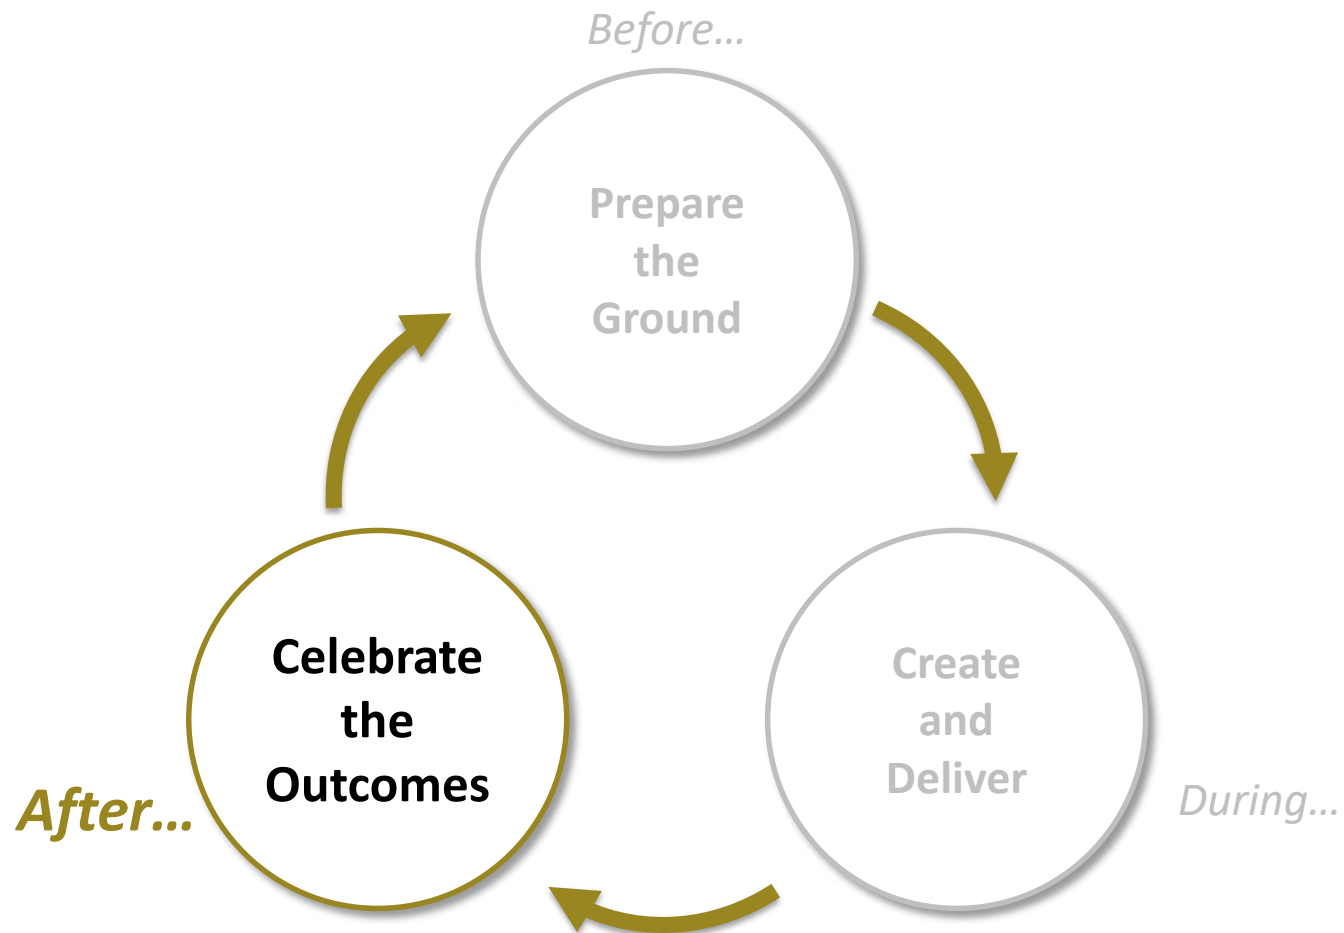 Before…
Prepare
the
Ground
Celebrate
the
Outcomes
After…
Create
and
Deliver
During…